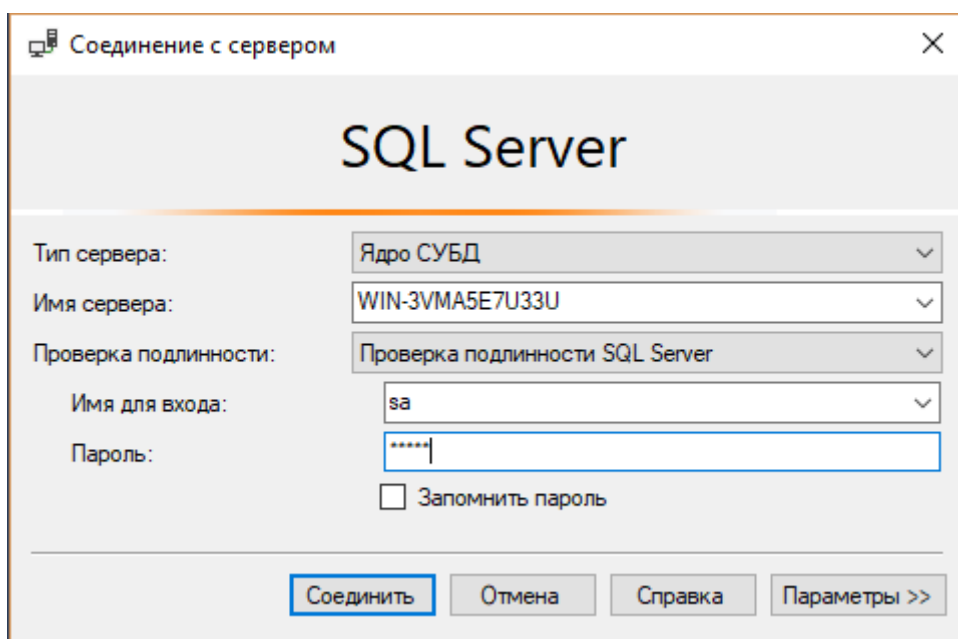 Соединение с сервером
SQL Server
Тип сервера: Ядро СУБД
Имя сервера: WIN-3VMA5E7U33U
Проверка подлинности: Проверка подлинности SQL Server
Имя для входа: sa
Пароль: *****
Запомнить пароль
Соединить Отмена Справка Параметры >>